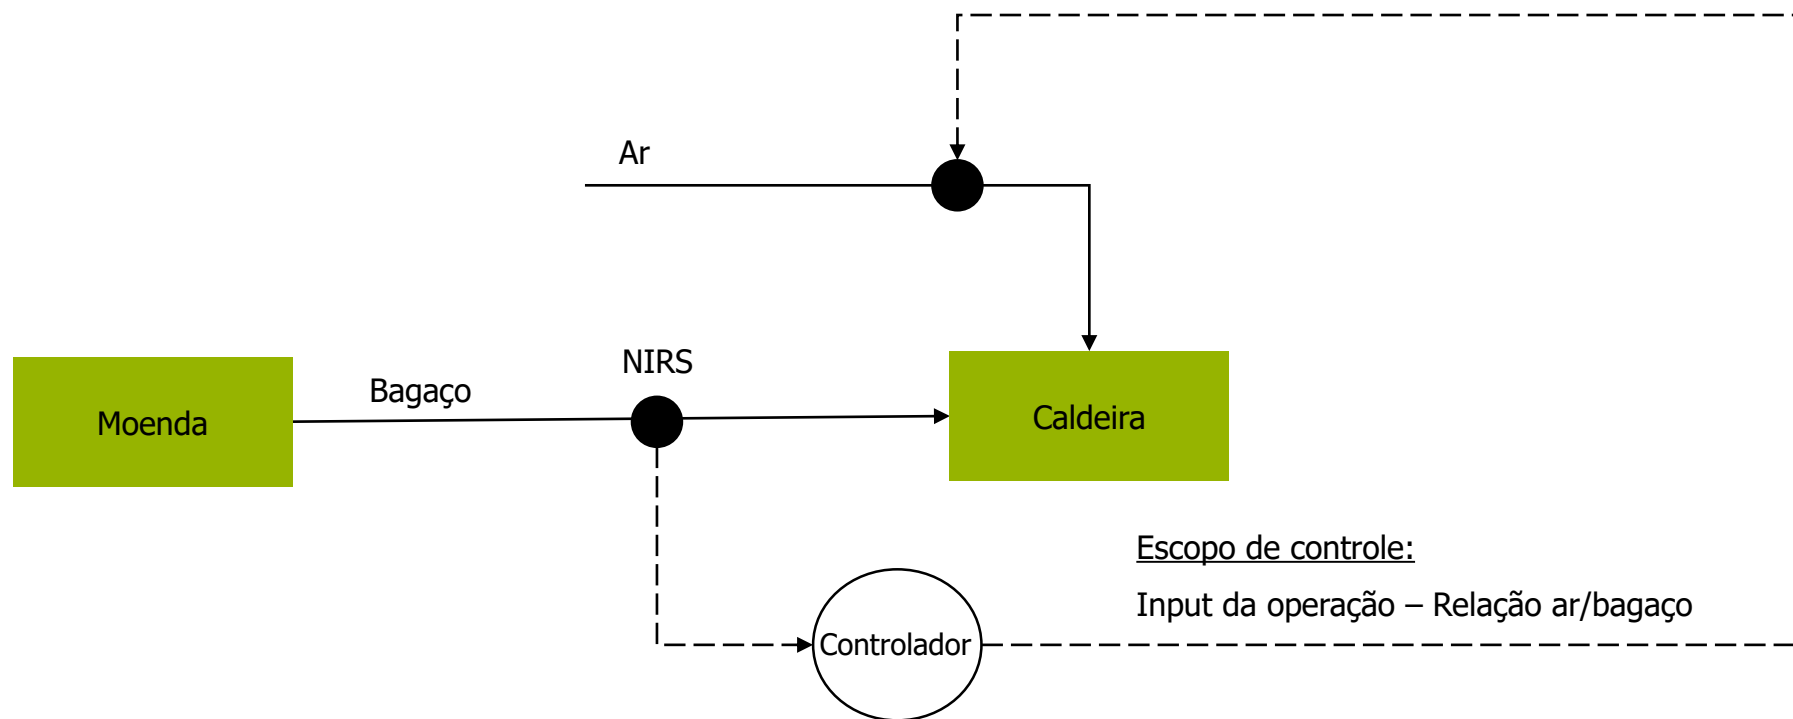 Ar
NIRS
Bagaço
Moenda
Caldeira
Escopo de controle:
Input da operação – Relação ar/bagaço
Controlador